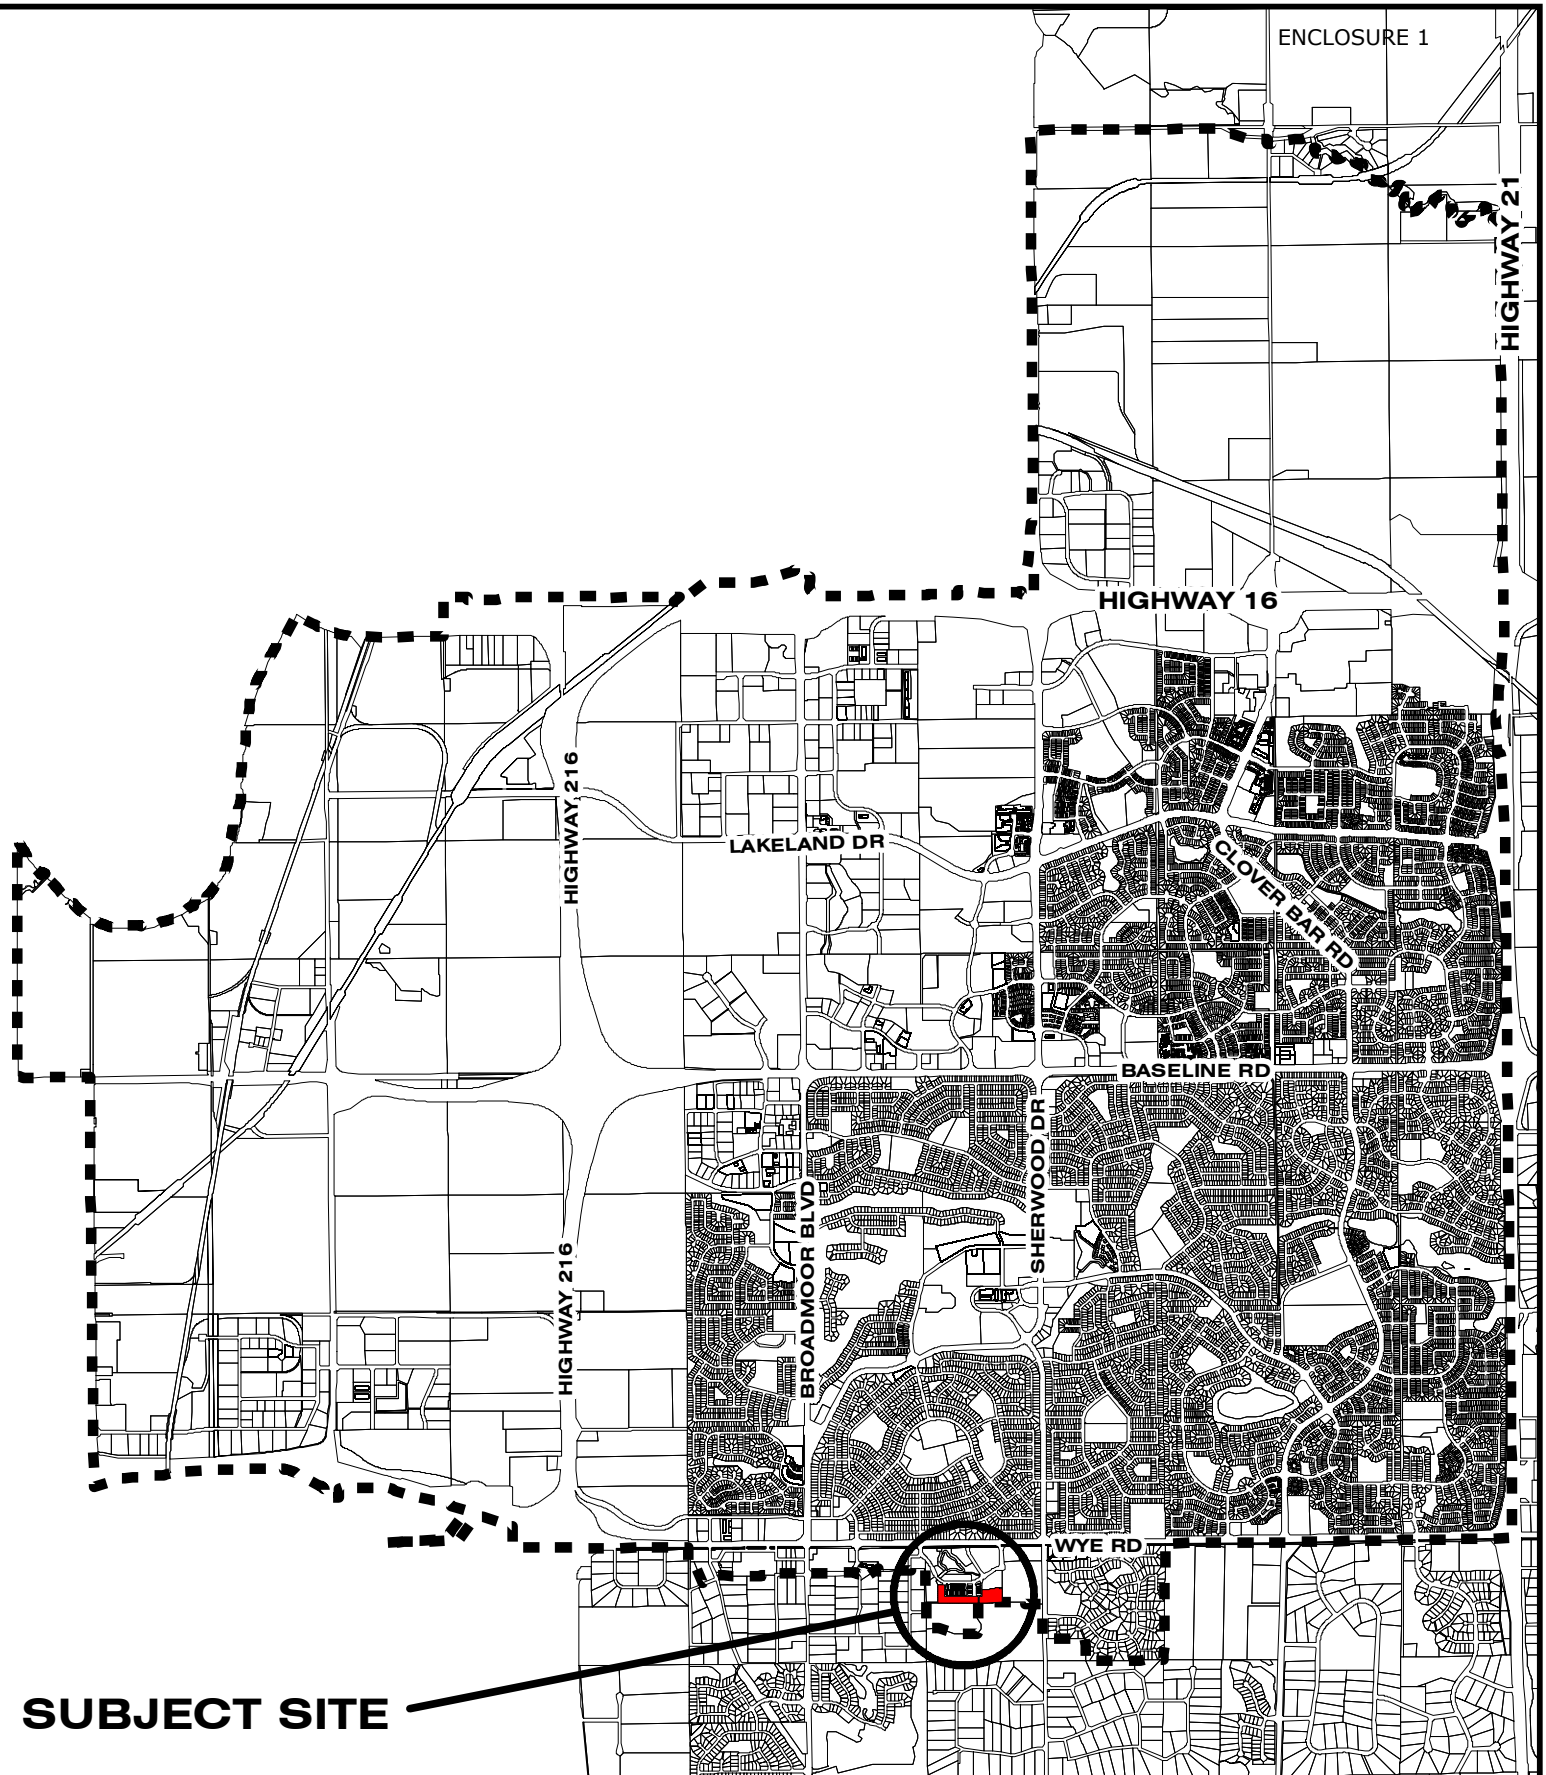 ENCLOSURE 1
HIGHWAY 21
HIGHWAY 16
HIGHWAY 216
LAKELAND DR
CLOVER BAR RD
BASELINE RD
SHERWOOD DR
BROADMOOR BLVD
HIGHWAY 216
WYE RD
SUBJECT SITE